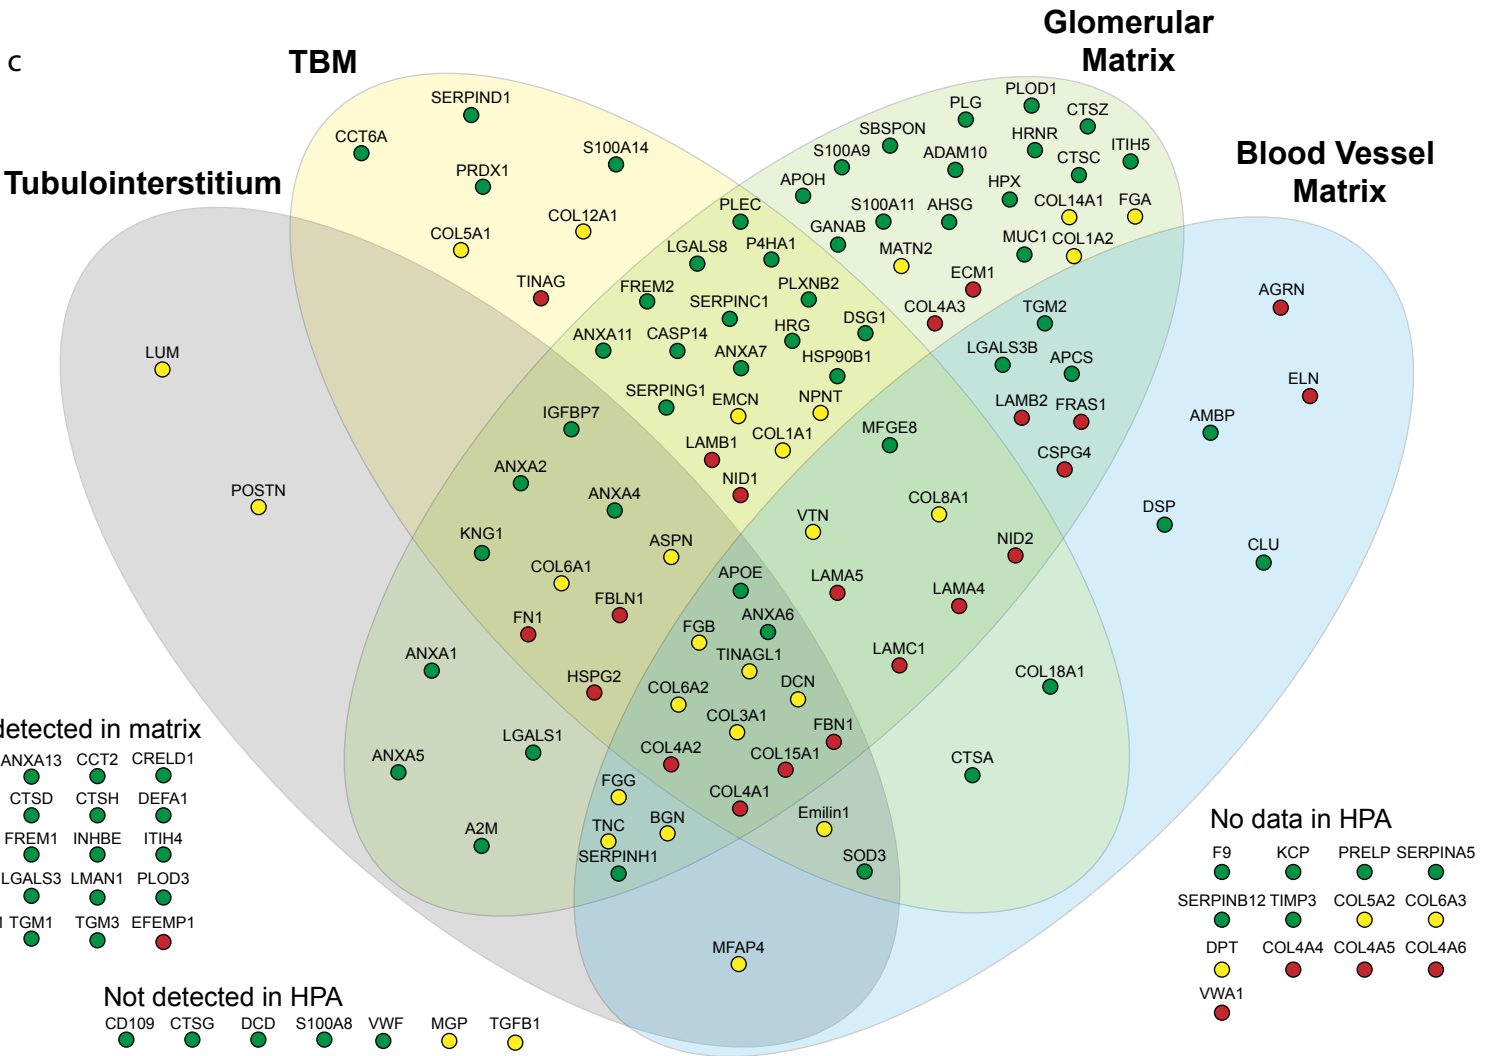 c
TBM
Glomerular
Matrix
Tubulointerstitium
Blood Vessel
Matrix
SERPIND1
CCT6A
S100A14
PRDX1
COL12A1
COL5A1
TINAG
PLOD1
PLG
CTSZ
SBSPON
HRNR
S100A9
ADAM10
CTSC
ITIH5
APOH
HPX
COL14A1
FGA
S100A11
AHSG
GANAB
MUC1
COL1A2
MATN2
ECM1
COL4A3
PLEC
LGALS8
P4HA1
FREM2
PLXNB2
SERPINC1
DSG1
ANXA11
CASP14
HRG
ANXA7
HSP90B1
SERPING1
EMCN
NPNT
LAMB1
COL1A1
NID1
TGM2
LGALS3B
APCS
LAMB2
FRAS1
CSPG4
AGRN
ELN
AMBP
DSP
CLU
LUM
POSTN
IGFBP7
ANXA2
ANXA4
KNG1
ASPN
COL6A1
FBLN1
FN1
HSPG2
MFGE8
COL8A1
VTN
NID2
LAMA5
LAMA4
LAMC1
APOE
ANXA6
FGB
TINAGL1
COL6A2
DCN
COL3A1
FBN1
COL4A2
COL15A1
COL4A1
ANXA1
ANXA5
LGALS1
A2M
FGG
TNC
BGN
SERPINH1
Emilin1
SOD3
COL18A1
CTSA
MFAP4
detected in matrix
ANXA13 CCT2 CRELD1
CTSD CTSH DEFA1
FREM1 INHBE ITIH4
LGALS3 LMAN1 PLOD3
TGM1 TGM3 EFEMP1
Not detected in HPA
CD109 CTSG DCD S100A8 VWF MGP TGFB1
No data in HPA
F9 KCP PRELP SERPINA5
SERPINB12 TIMP3 COL5A2 COL6A3
DPT COL4A4 COL4A5 COL4A6
VWA1